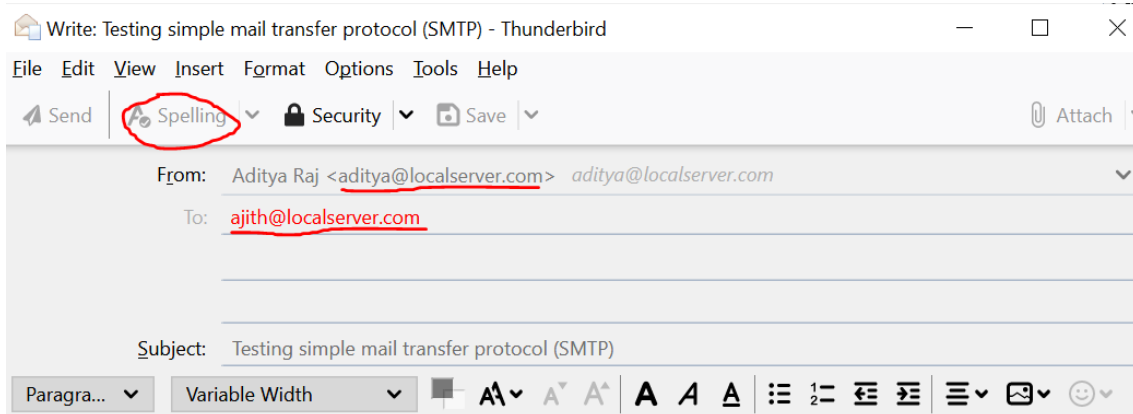 Write: Testing simple mail transfer protocol (SMTP) - Thunderbird
File Edit View Insert Format Options Tools Help
Send Spelling Security Save Attach
From: Aditya Raj <aditya@localserver.com> aditya@localserver.com
To: ajith@localserver.com
Subject: Testing simple mail transfer protocol (SMTP)
Paragra... Variable Width